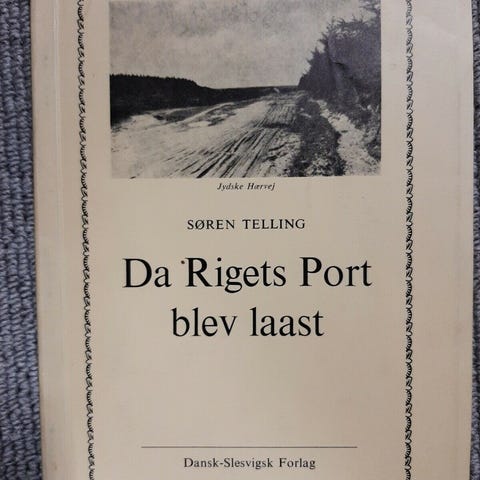 Jydske Hærvej
SØREN TELLING
Da Rigets Port
blev laast
Dansk-Slesvigsk Forlag